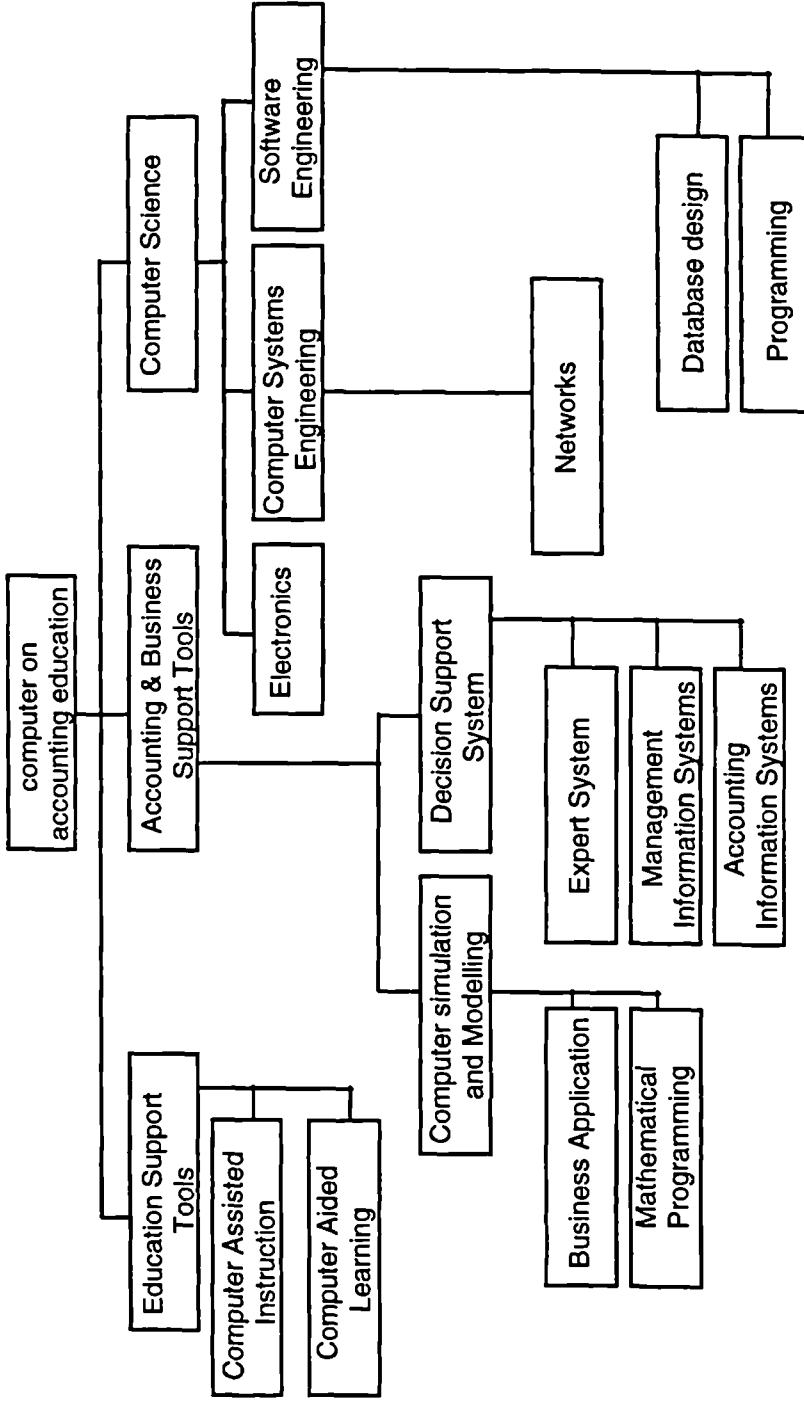 computer on
accounting education
Education Support
Tools
Accounting & Business
Support Tools
Computer Science
Computer Assisted
Instruction
Computer Aided
Learning
Electronics
Computer Systems
Engineering
Software
Engineering
Computer simulation
and Modelling
Decision Support
System
Networks
Business Application
Mathematical
Programming
Expert System
Management
Information Systems
Accounting
Information Systems
Database design
Programming